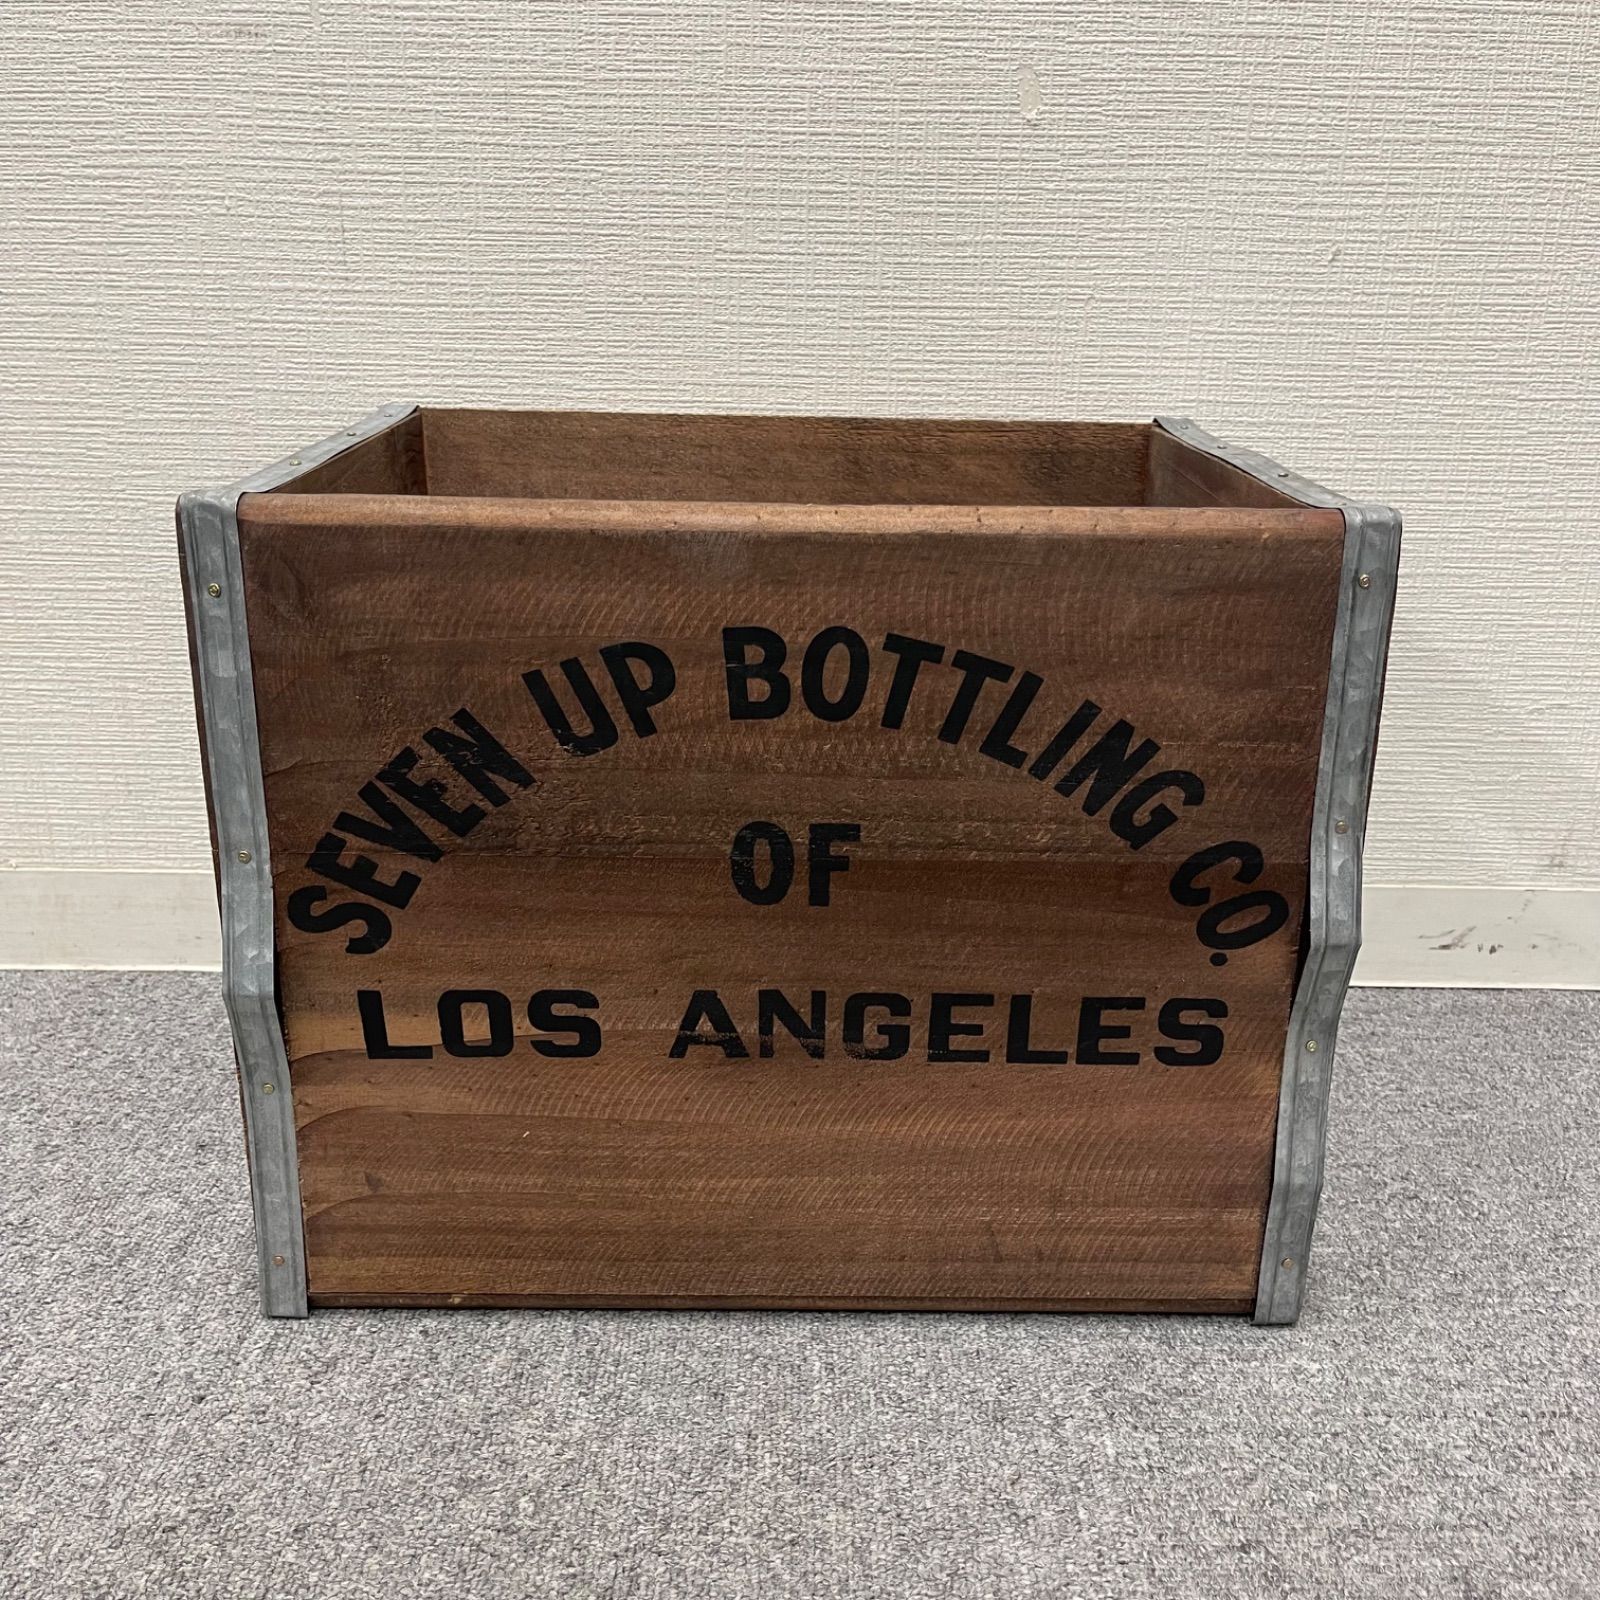 SEVEN UP BOTTLING CO.
OF
LOS ANGELES